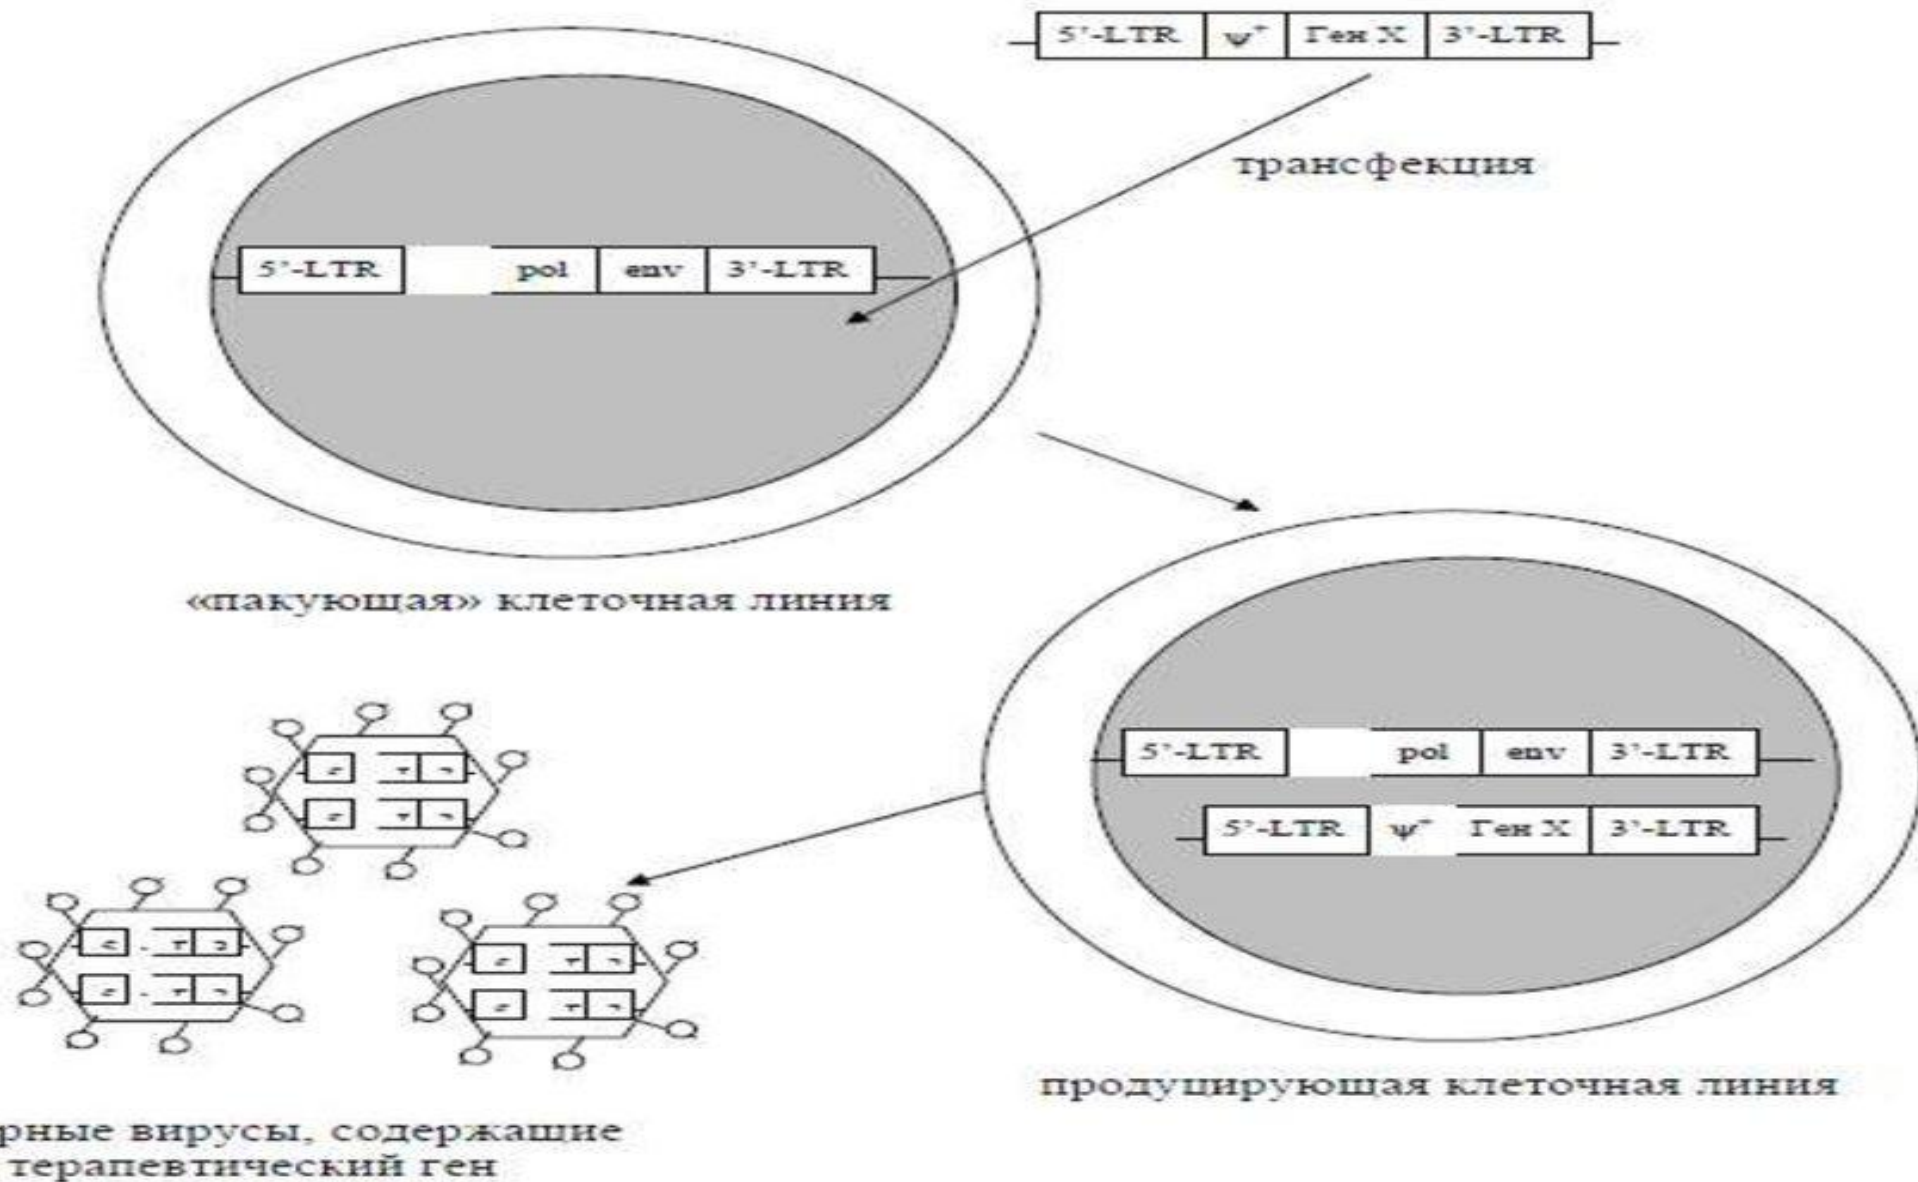 5’-LTR ψ⁺ Ген X 3’-LTR
трансфекция
5’-LTR pol env 3’-LTR
«пакующая» клеточная линия
5’-LTR pol env 3’-LTR
5’-LTR ψ⁺ Ген X 3’-LTR
продуцирующая клеточная линия
рные вирусы, содержащие
терапевтический ген